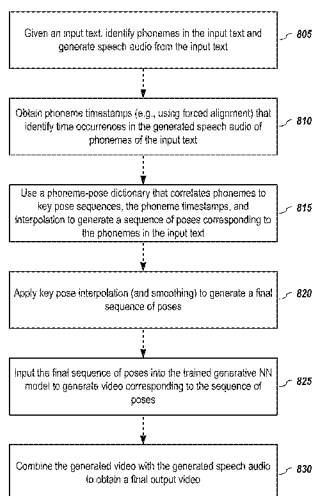 Given an input text, identify phonemes in the input text and
generate speech audio from the input text
805
Obtain phoneme timestamps (e.g., using forced alignment) that
identify time occurrences in the generated speech audio of
phonemes of the input text
810
Use a phoneme-pose dictionary that correlates phonemes to
key pose sequences, the phoneme timestamps, and
interpolation to generate a sequence of poses corresponding to
the phonemes in the input text
815
Apply key pose interpolation (and smoothing) to generate a final
sequence of poses
820
Input the final sequence of poses into the trained generative NN
model to generate video corresponding to the sequence of
poses
825
Combine the generated video with the generated speech audio
to obtain a final output video
830